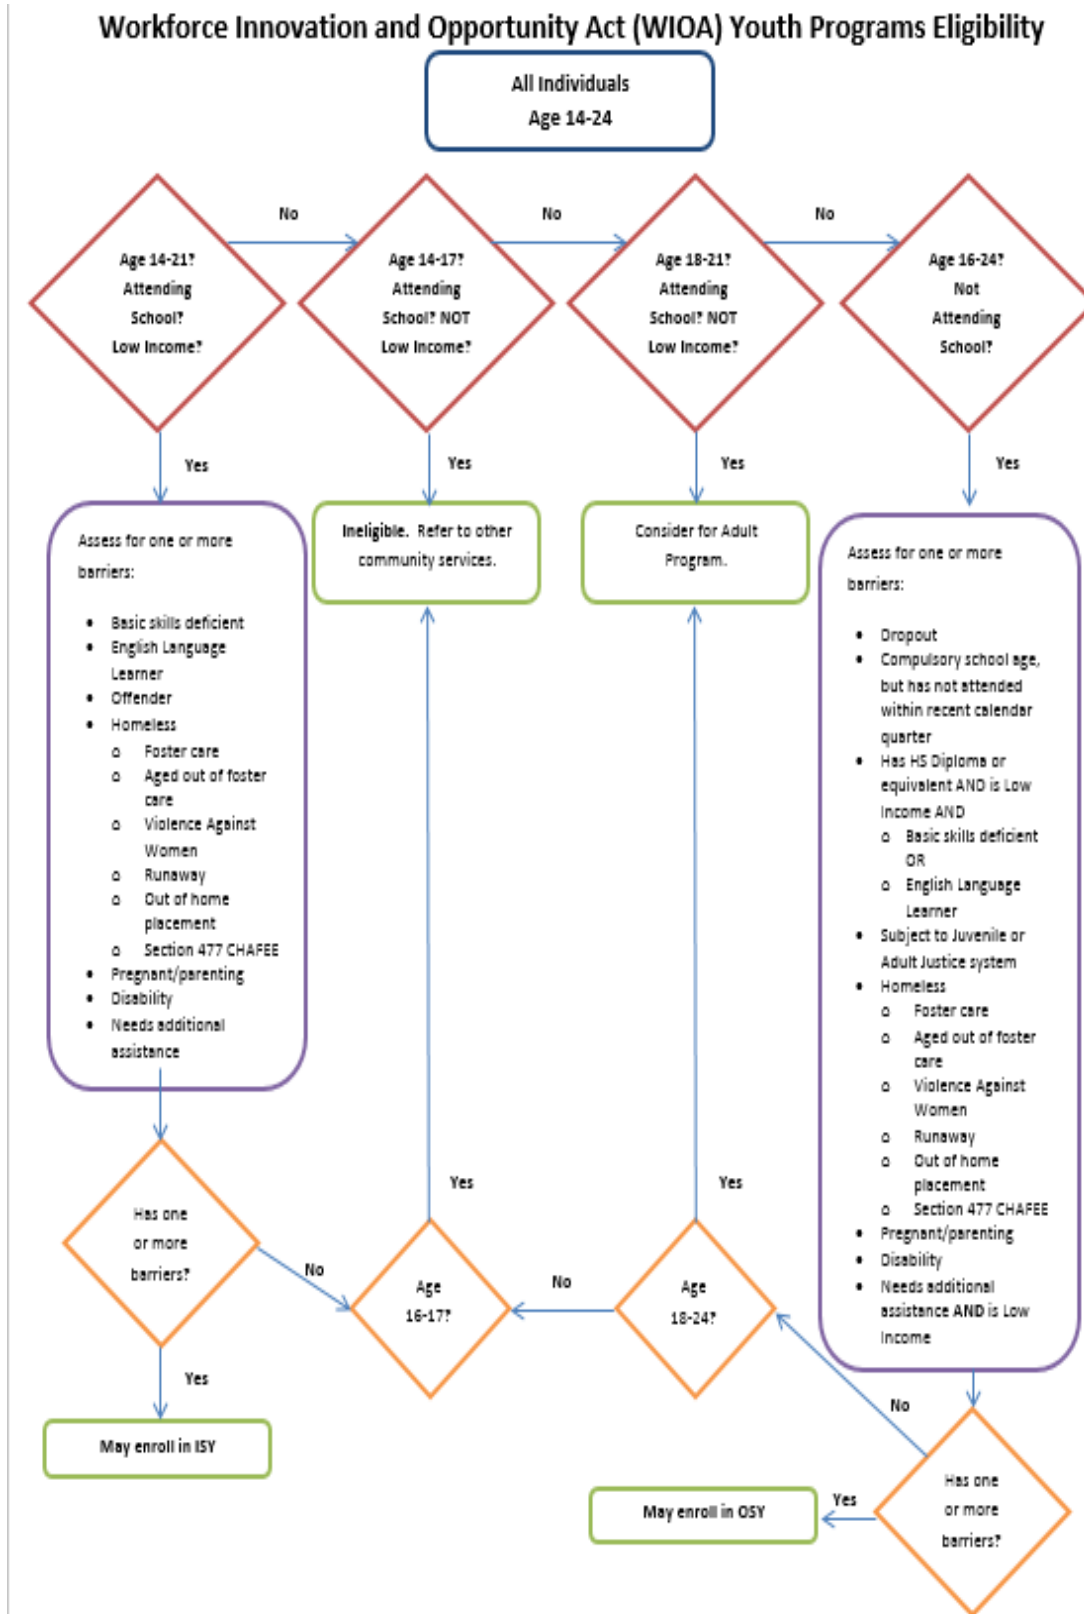 Workforce Innovation and Opportunity Act (WIOA) Youth Programs Eligibility
All Individuals
Age 14-24
No
No
No
Age 14-21?
Attending
School?
Low Income?
Age 14-17?
Attending
School? NOT
Low Income?
Age 18-21?
Attending
School? NOT
Low Income?
Age 16-24?
Not
Attending
School?
Yes
Yes
Yes
Yes
Assess for one or more
barriers:
• Basic skills deficient
• English Language
Learner
• Offender
• Homeless
o Foster care
o Aged out of foster
care
o Violence Against
Women
o Runaway
o Out of home
placement
o Section 477 CHAFEE
• Pregnant/parenting
• Disability
• Needs additional
assistance
Ineligible. Refer to other
community services.
Consider for Adult
Program.
Assess for one or more
barriers:
• Dropout
• Compulsory school age,
but has not attended
within recent calendar
quarter
• Has HS Diploma or
equivalent AND is Low
Income AND
o Basic skills deficient
OR
o English Language
Learner
• Subject to Juvenile or
Adult Justice system
• Homeless
o Foster care
o Aged out of foster
care
o Violence Against
Women
o Runaway
o Out of home
placement
o Section 477 CHAFEE
• Pregnant/parenting
• Disability
• Needs additional
assistance AND is Low
Income
Has one
or more
barriers?
No
Yes
Age
16-17?
No
Yes
Age
18-24?
Yes
May enroll in ISY
No
Has one
or more
barriers?
Yes
May enroll in OSY